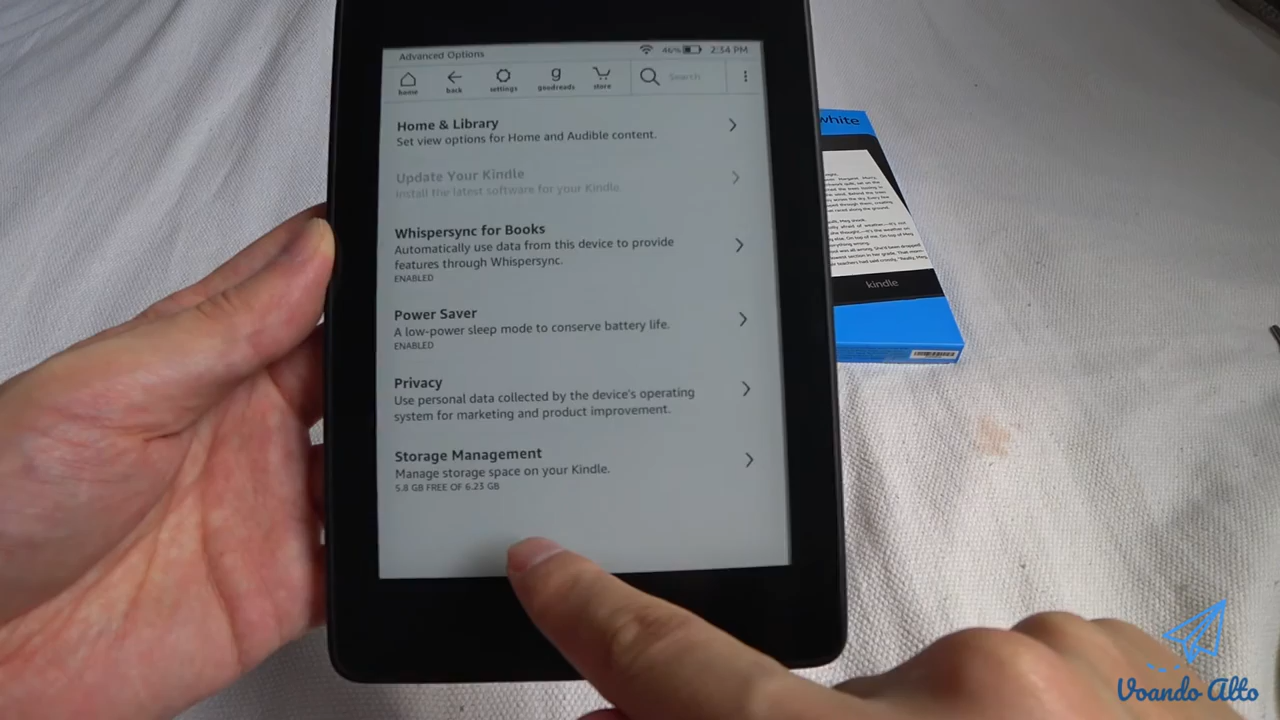 Advanced Options
46% 2:34 PM
home back settings goodreads store Search
Home & Library
Set view options for Home and Audible content.
Update Your Kindle
Install the latest software for your Kindle.
Whispersync for Books
Automatically use data from this device to provide
features through Whispersync.
ENABLED
Power Saver
A low-power sleep mode to conserve battery life.
ENABLED
Privacy
Use personal data collected by the device's operating
system for marketing and product improvement.
Storage Management
Manage storage space on your Kindle.
5.8 GB FREE OF 6.23 GB
white
kindle
Voando Alto